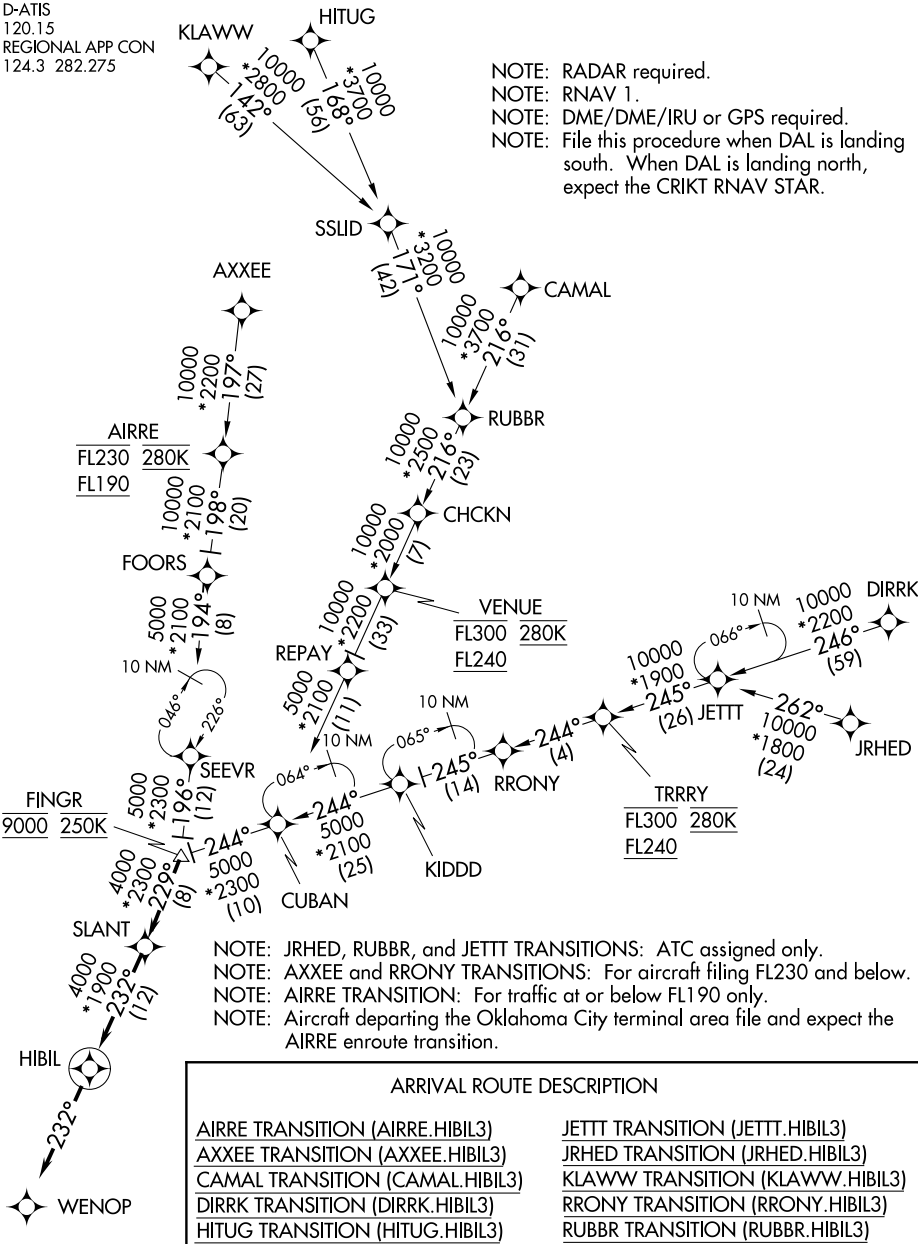 D-ATIS
120.15
REGIONAL APP CON
124.3 282.275
KLAWW
HITUG
10000
*2800
142°
(63)
10000
*3700
168°
(56)
NOTE: RADAR required.
NOTE: RNAV 1.
NOTE: DME/DME/IRU or GPS required.
NOTE: File this procedure when DAL is landing
south. When DAL is landing north,
expect the CRIKT RNAV STAR.
SSLID
10000
*3200
171°
(42)
AXXEE
CAMAL
10000
*3700
216°
(31)
10000
*2200
197°
(27)
RUBBR
AIRRE
FL230 280K
FL190
10000
*2500
216°
(23)
10000
*2100
198°
(20)
CHCKN
10000
*2000
(7)
FOORS
VENUE
FL300 280K
FL240
5000
*2100
194°
(8)
10000
*2200
(33)
REPAY
10 NM
046°
226°
5000
*2100
(11)
DIRRK
10000
*2200
246°
(59)
10 NM
066°
JETTT
10000
*1900
245°
(26)
262°
10000
*1800
(24)
JRHED
SEEVR
10 NM
064°
10 NM
065°
244°
(4)
RRONY
245°
(14)
TRRRY
FL300 280K
FL240
5000
*2300
196°
(12)
FINGR
9000 250K
244°
5000
*2100
(25)
KIDDD
244°
5000
*2300
(10)
CUBAN
4000
*2300
229°
(8)
SLANT
4000
*1900
232°
(12)
NOTE: JRHED, RUBBR, and JETTT TRANSITIONS: ATC assigned only.
NOTE: AXXEE and RRONY TRANSITIONS: For aircraft filing FL230 and below.
NOTE: AIRRE TRANSITION: For traffic at or below FL190 only.
NOTE: Aircraft departing the Oklahoma City terminal area file and expect the
AIRRE enroute transition.
HIBIL
232°
WENOP
ARRIVAL ROUTE DESCRIPTION
AIRRE TRANSITION (AIRRE.HIBIL3)
AXXEE TRANSITION (AXXEE.HIBIL3)
CAMAL TRANSITION (CAMAL.HIBIL3)
DIRRK TRANSITION (DIRRK.HIBIL3)
HITUG TRANSITION (HITUG.HIBIL3)
JETTT TRANSITION (JETTT.HIBIL3)
JRHED TRANSITION (JRHED.HIBIL3)
KLAWW TRANSITION (KLAWW.HIBIL3)
RRONY TRANSITION (RRONY.HIBIL3)
RUBBR TRANSITION (RUBBR.HIBIL3)